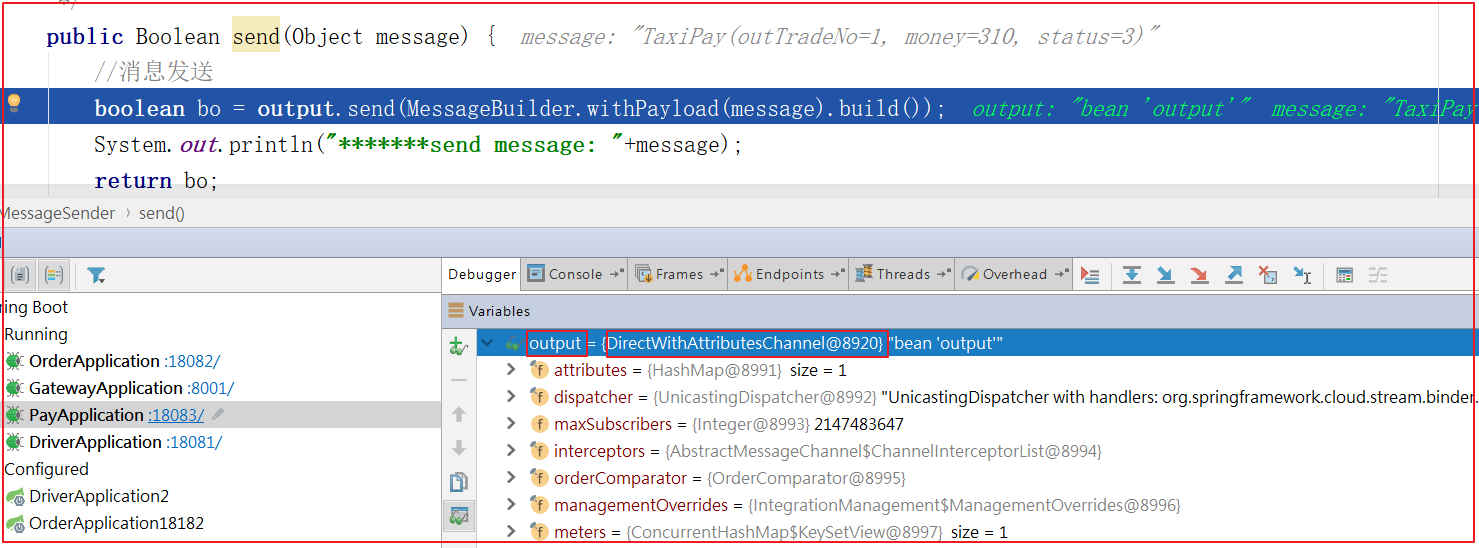 */
public Boolean send(Object message) {  message: "TaxiPay(outTradeNo=1, money=310, status=3)"
//消息发送
boolean bo = output.send(MessageBuilder.withPayload(message).build());  output: "bean 'output'"  message: "TaxiPay
System.out.println("*******send message: "+message);
return bo;
MessageSender › send()
Debugger Console Frames Endpoints Threads Overhead
ring Boot
Variables
Running
output = {DirectWithAttributesChannel@8920} "bean 'output'"
OrderApplication :18082/
attributes = {HashMap@8991} size = 1
GatewayApplication :8001/
dispatcher = {UnicastingDispatcher@8992} "UnicastingDispatcher with handlers: org.springframework.cloud.stream.binder.
PayApplication :18083/
maxSubscribers = {Integer@8993} 2147483647
DriverApplication :18081/
interceptors = {AbstractMessageChannel$ChannelInterceptorList@8994}
Configured
orderComparator = {OrderComparator@8995}
DriverApplication2
managementOverrides = {IntegrationManagement$ManagementOverrides@8996}
OrderApplication18182
meters = {ConcurrentHashMap$KeySetView@8997} size = 1